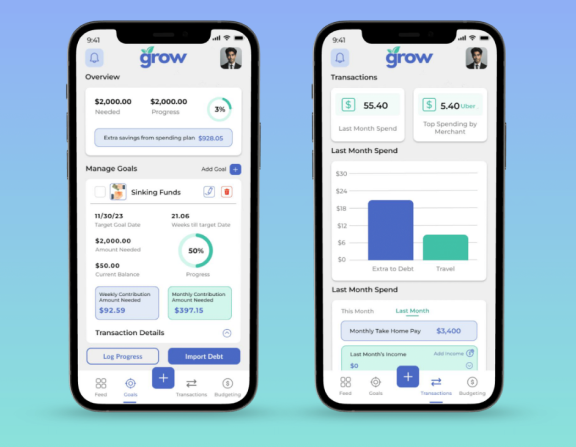 9:41
grow
Overview
$2,000.00 $2,000.00
Needed Progress
3%
Extra savings from spending plan $928.05
Manage Goals Add Goal +
Sinking Funds
11/30/23 21.06
Target Goal Date Weeks till target Date
$2,000.00
Amount Needed
50%
$50.00
Current Balance Progress
Weekly Contribution
Amount Needed
$92.59
Monthly Contribution
Amount Needed
$397.15
Transaction Details
Log Progress Import Debt
+
Feed Goals Transactions Budgeting
9:41
grow
Transactions
$ 55.40
Last Month Spend
$ 5.40 Uber
Top Spending by
Merchant
Last Month Spend
$30
$24
$18
$12
$6
$0
Extra to Debt Travel
Last Month Spend
This Month Last Month
Monthly Take Home Pay $3,400
Last Month's Income Add Income
$0
+
Feed Goals Transactions Budgeting